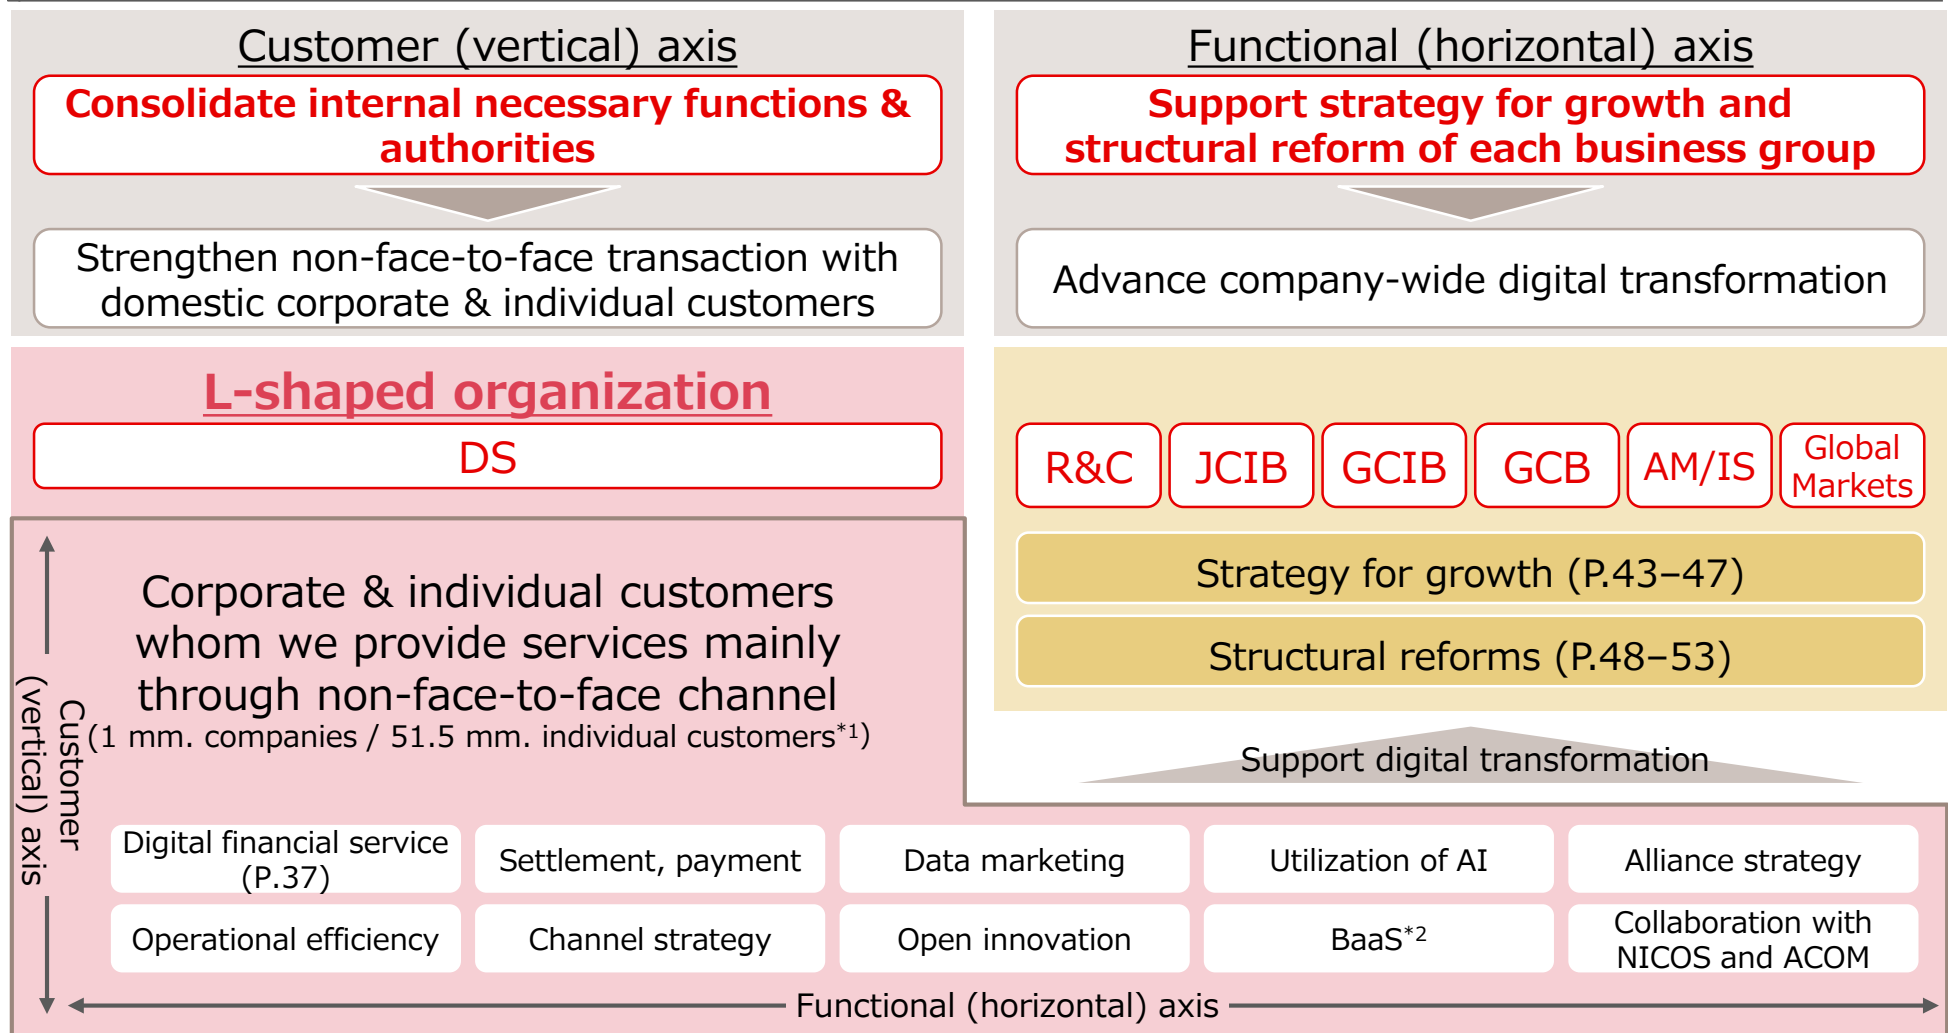 Customer (vertical) axis
Consolidate internal necessary functions &
authorities
Strengthen non-face-to-face transaction with
domestic corporate & individual customers
Functional (horizontal) axis
Support strategy for growth and
structural reform of each business group
Advance company-wide digital transformation
L-shaped organization
DS
R&C
JCIB
GCIB
GCB
AM/IS
Global
Markets
Strategy for growth (P.43–47)
Structural reforms (P.48–53)
Support digital transformation
Corporate & individual customers
whom we provide services mainly
through non-face-to-face channel
(1 mm. companies / 51.5 mm. individual customers*1)
Customer
(vertical) axis
Digital financial service
(P.37)
Settlement, payment
Data marketing
Utilization of AI
Alliance strategy
Operational efficiency
Channel strategy
Open innovation
BaaS*2
Collaboration with
NICOS and ACOM
Functional (horizontal) axis